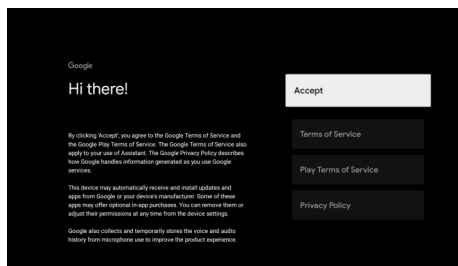 Google
Hi there!
By clicking 'Accept', you agree to the Google Terms of Service and
the Google Play Terms of Service. The Google Terms of Service also
apply to your use of Assistant. The Google Privacy Policy describes
how Google handles information generated as you use Google
services.
This device may automatically receive and install updates and
apps from Google or your device's manufacturer. Some of these
apps may offer optional in-app purchases. You can remove them or
adjust their permissions at any time from the device settings.
Google also collects and temporarily stores the voice and audio
history from microphone use to improve the product experience.
Accept
Terms of Service
Play Terms of Service
Privacy Policy